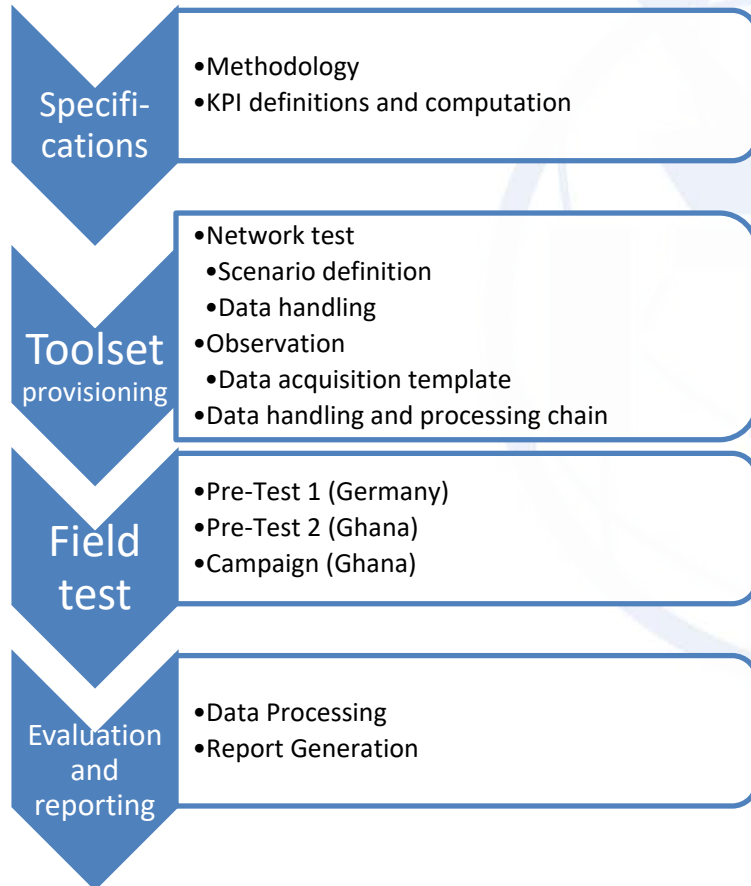 Specifi-
cations
•Methodology
•KPI definitions and computation
Toolset
provisioning
•Network test
•Scenario definition
•Data handling
•Observation
•Data acquisition template
•Data handling and processing chain
Field
test
•Pre-Test 1 (Germany)
•Pre-Test 2 (Ghana)
•Campaign (Ghana)
Evaluation
and
reporting
•Data Processing
•Report Generation